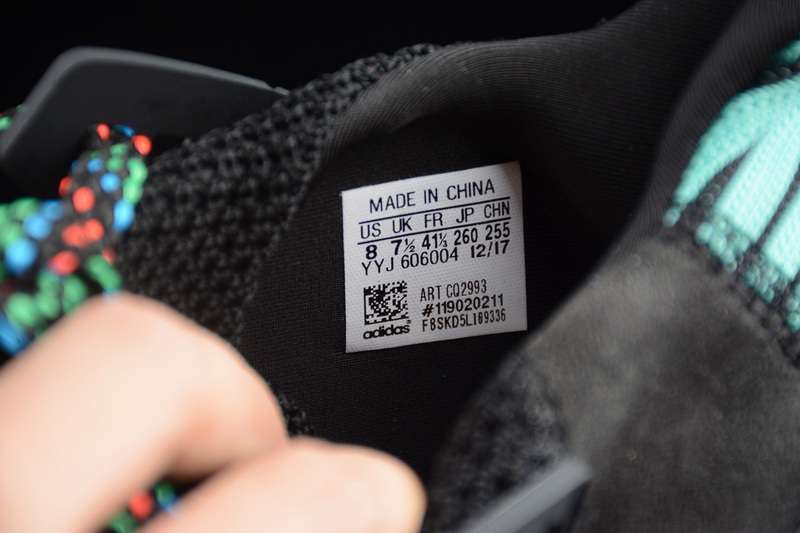 MADE IN CHINA
US UK FR JP CHN
8 7½ 41⅓ 260 255
YYJ 606004 12/17
ART CQ2993
#119020211
adidas F8SKD5L189336